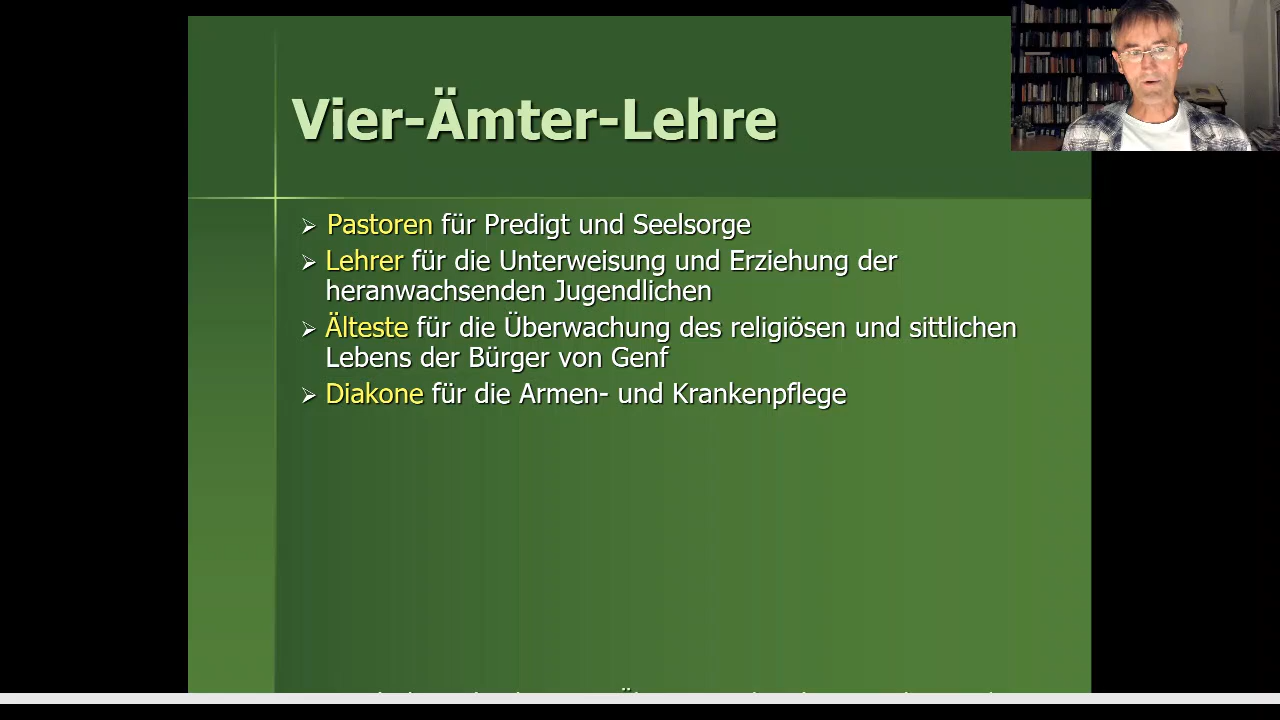 Vier-Ämter-Lehre
Pastoren für Predigt und Seelsorge
Lehrer für die Unterweisung und Erziehung der
heranwachsenden Jugendlichen
Älteste für die Überwachung des religiösen und sittlichen
Lebens der Bürger von Genf
Diakone für die Armen- und Krankenpflege